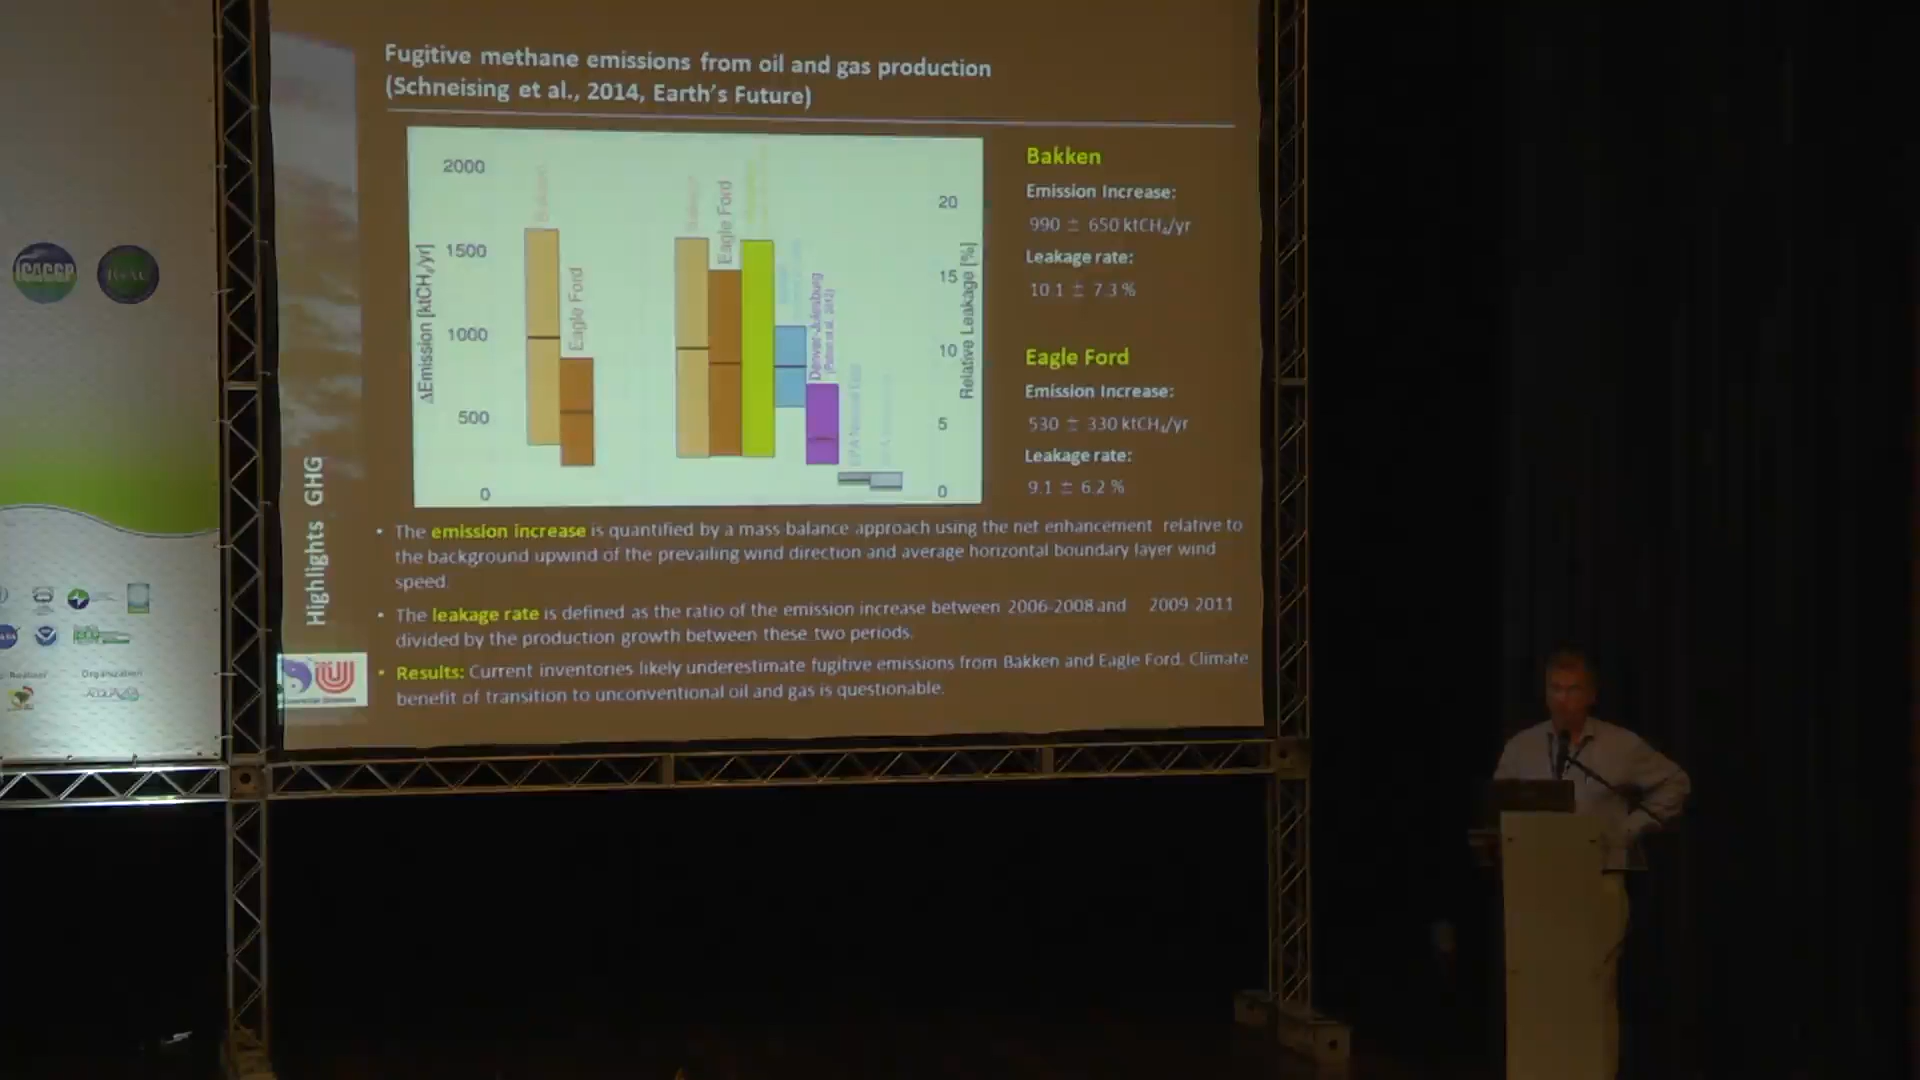 Fugitive methane emissions from oil and gas production
(Schneising et al., 2014, Earth's Future)
2000
1500
1000
500
0
ΔEmission [ktCH₄/yr]
Bakken
Eagle Ford
Bakken
Eagle Ford
Denver-Julesburg
20
15
10
5
0
Relative Leakage [%]
Bakken
Emission Increase:
990 ± 650 ktCH₄/yr
Leakage rate:
10.1 ± 7.3 %
Eagle Ford
Emission Increase:
530 ± 330 ktCH₄/yr
Leakage rate:
9.1 ± 6.2 %
Highlights GHG
• The emission increase is quantified by a mass balance approach using the net enhancement relative to
the background upwind of the prevailing wind direction and average horizontal boundary layer wind
speed.
• The leakage rate is defined as the ratio of the emission increase between 2006-2008 and 2009-2011
divided by the production growth between these two periods.
• Results: Current inventories likely underestimate fugitive emissions from Bakken and Eagle Ford. Climate
benefit of transition to unconventional oil and gas is questionable.
iCACGP
Organization